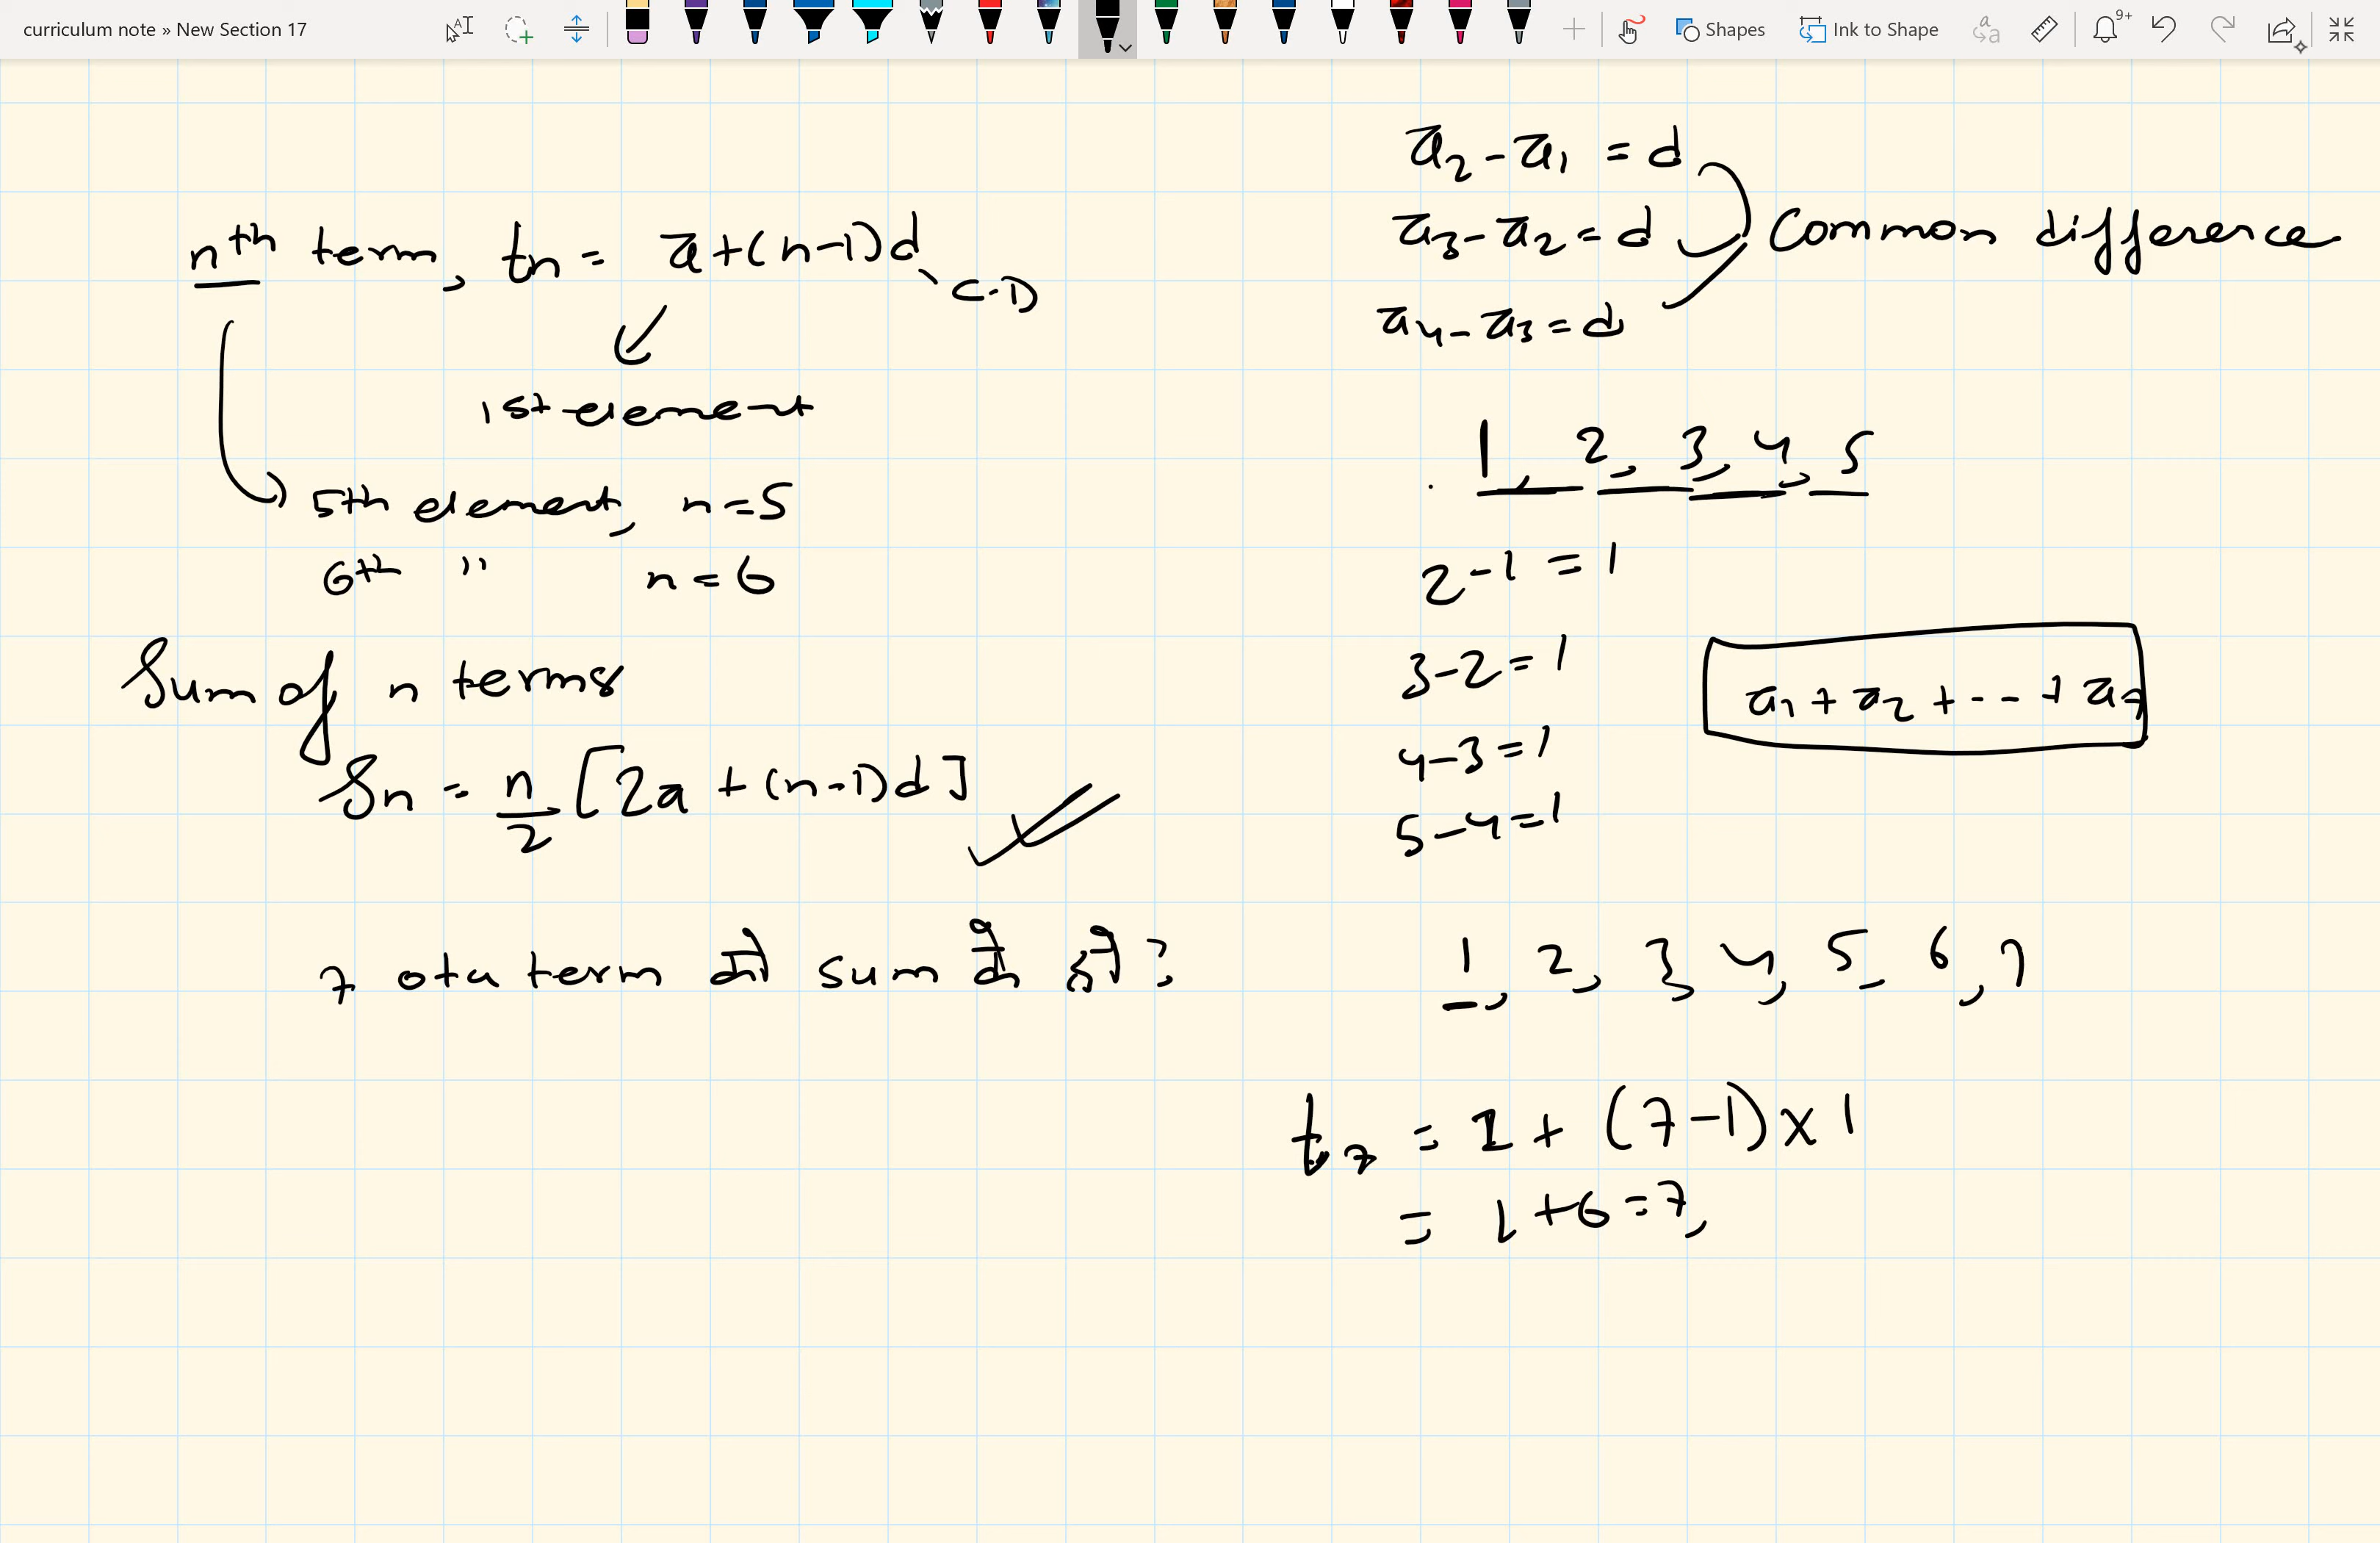 curriculum note » New Section 17
Shapes
Ink to Shape
9+
nth term, tn = a+(n-1)d
C.D
1st element
5th element, n=5
6th " n=6
Sum of n terms
Sn = n/2 [2a+(n-1)d]
7 ota term sum ?
a2-a1 = d
a3-a2=d
a4-a3=d
Common difference
1, 2, 3, 4, 5
2-1=1
3-2=1
4-3=1
5-4=1
a1+a2+---+an
1, 2, 3, 4, 5, 6, 7
t7 = 1+(7-1)x1
= 1+6=7,